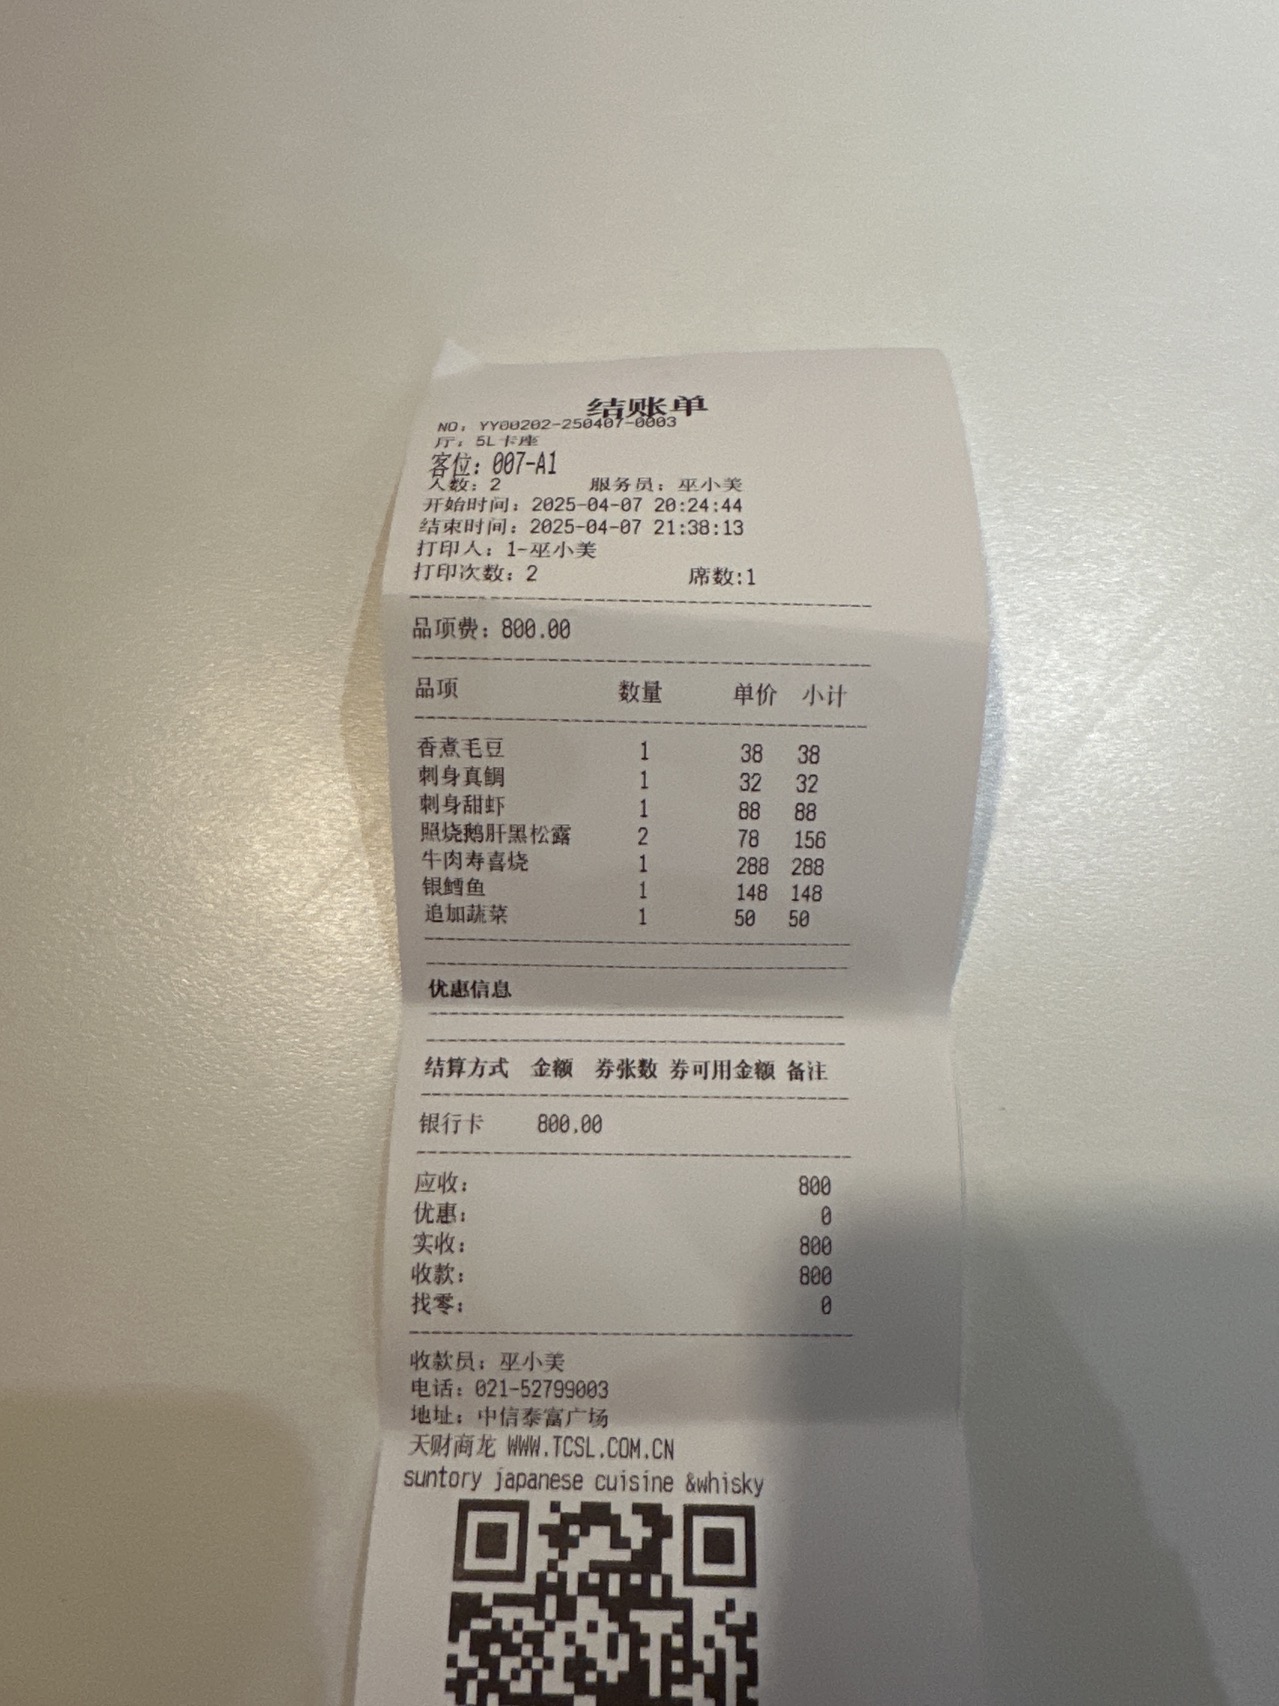 结账单
NO: YY00202-250407-0003
厅: 5L卡座
客位: 007-A1
人数: 2 服务员: 巫小美
开始时间: 2025-04-07 20:24:44
结束时间: 2025-04-07 21:38:13
打印人: 1-巫小美
打印次数: 2 席数:1
品项费: 800.00
品项 数量 单价 小计
香煮毛豆 1 38 38
刺身真鲷 1 32 32
刺身甜虾 1 88 88
照烧鹅肝黑松露 2 78 156
牛肉寿喜烧 1 288 288
银鳕鱼 1 148 148
追加蔬菜 1 50 50
优惠信息
结算方式 金额 券张数 券可用金额 备注
银行卡 800.00
应收: 800
优惠: 0
实收: 800
收款: 800
找零: 0
收款员: 巫小美
电话: 021-52799003
地址: 中信泰富广场
天财商龙 WWW.TCSL.COM.CN
suntory japanese cuisine &whisky